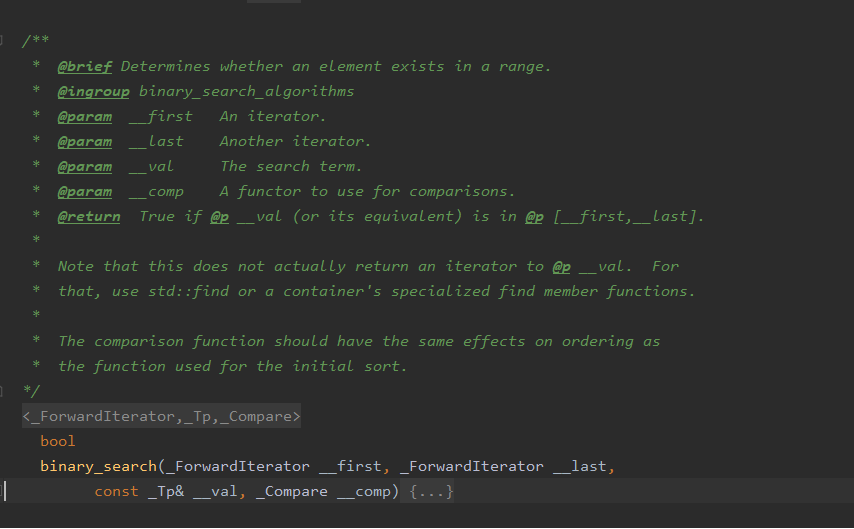 /**
 *  @brief Determines whether an element exists in a range.
 *  @ingroup binary_search_algorithms
 *  @param  __first   An iterator.
 *  @param  __last    Another iterator.
 *  @param  __val     The search term.
 *  @param  __comp    A functor to use for comparisons.
 *  @return  True if @p __val (or its equivalent) is in @p [__first,__last].
 *
 *  Note that this does not actually return an iterator to @p __val.  For
 *  that, use std::find or a container's specialized find member functions.
 *
 *  The comparison function should have the same effects on ordering as
 *  the function used for the initial sort.
*/
<_ForwardIterator,_Tp,_Compare>
  bool
  binary_search(_ForwardIterator __first, _ForwardIterator __last,
        const _Tp& __val, _Compare __comp) {...}